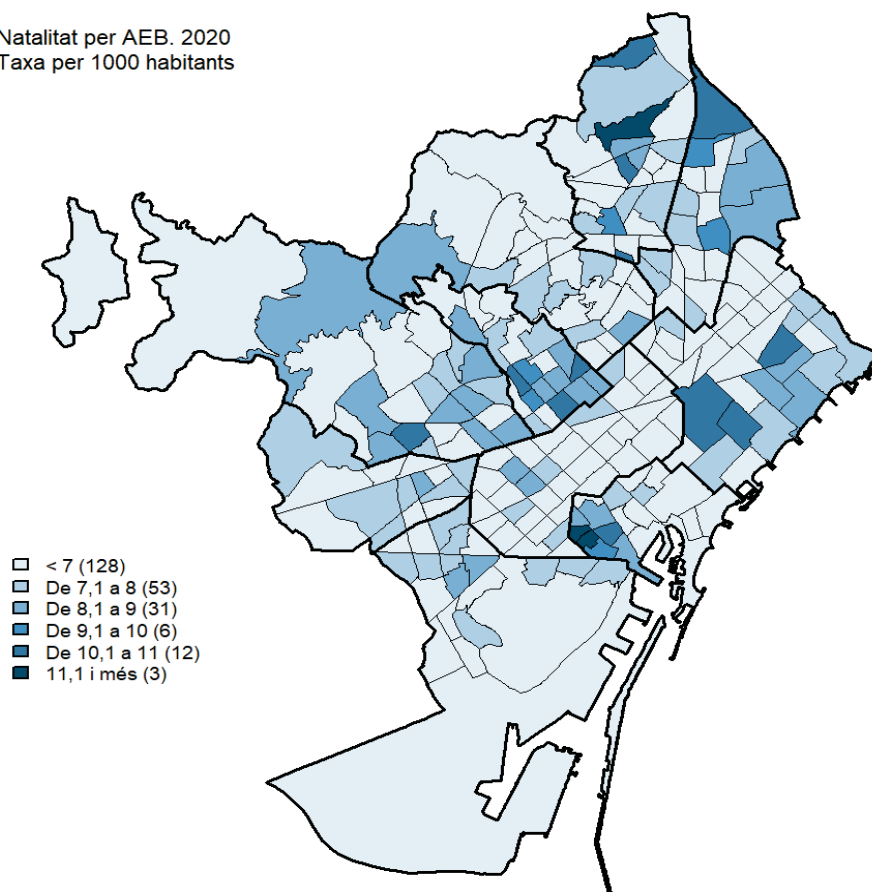 Natalitat per AEB. 2020
Taxa per 1000 habitants
< 7 (128)
De 7,1 a 8 (53)
De 8,1 a 9 (31)
De 9,1 a 10 (6)
De 10,1 a 11 (12)
11,1 i més (3)